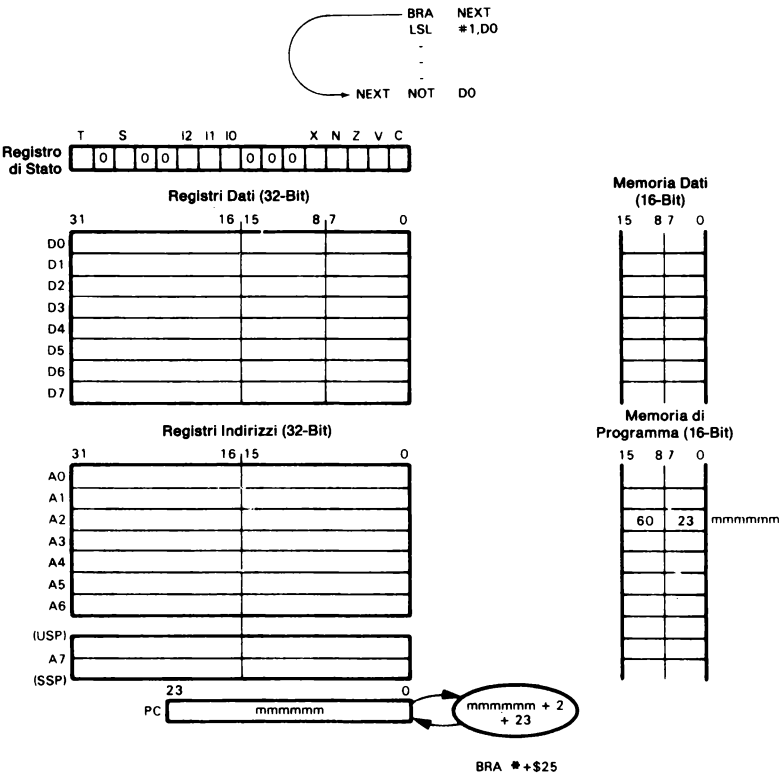 BRA NEXT
LSL #1,D0
-
-
-
NEXT NOT D0
T S I2 I1 I0 X N Z V C
Registro di Stato
0 0 0 0 0 0
Registri Dati (32-Bit)
31 16 15 8 7 0
D0
D1
D2
D3
D4
D5
D6
D7
Memoria Dati
(16-Bit)
15 8 7 0
Registri Indirizzi (32-Bit)
31 16 15 0
A0
A1
A2
A3
A4
A5
A6
(USP)
A7
(SSP)
Memoria di
Programma (16-Bit)
15 8 7 0
60 23 mmmmmm
23 0
PC mmmmmm
mmmmmm + 2
+ 23
BRA *+$25